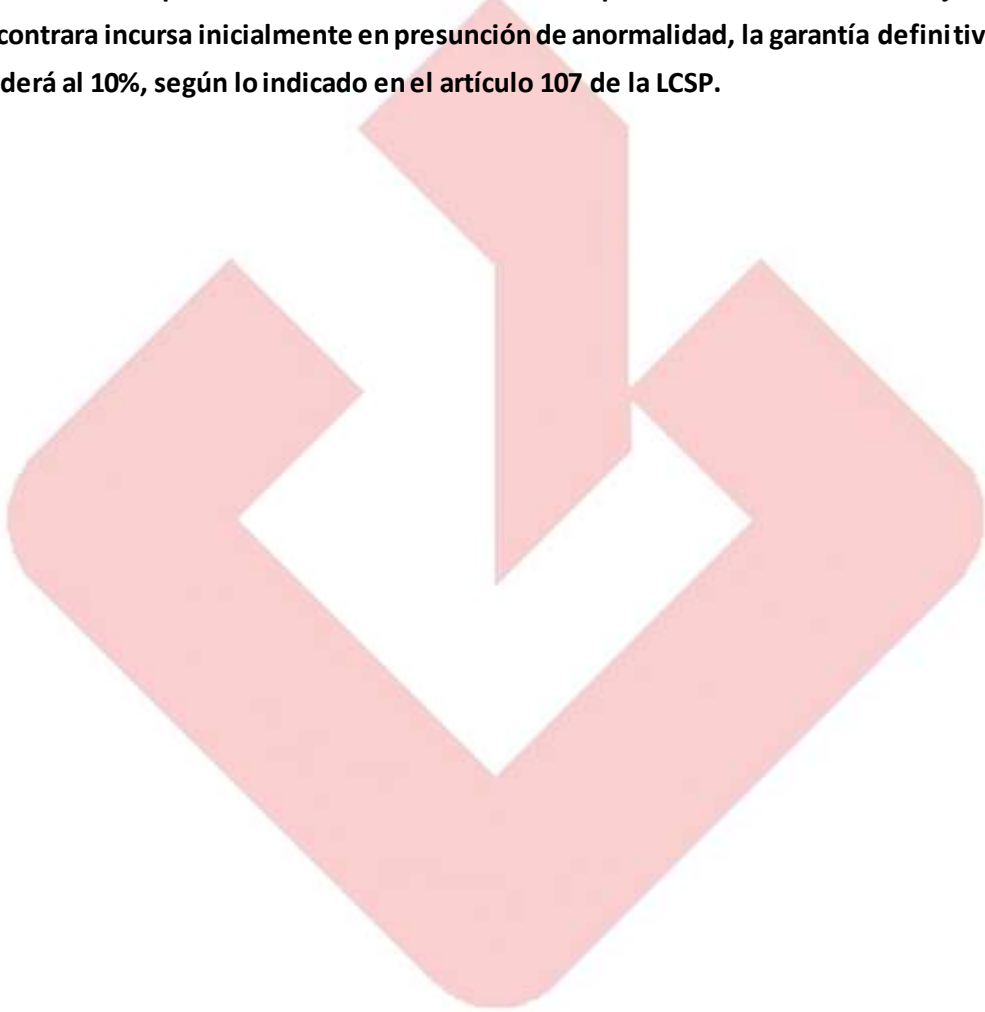 contrara incursa inicialmente en presunción de anormalidad, la garantía definitiv
derá al 10%, según lo indicado en el artículo 107 de la LCSP.